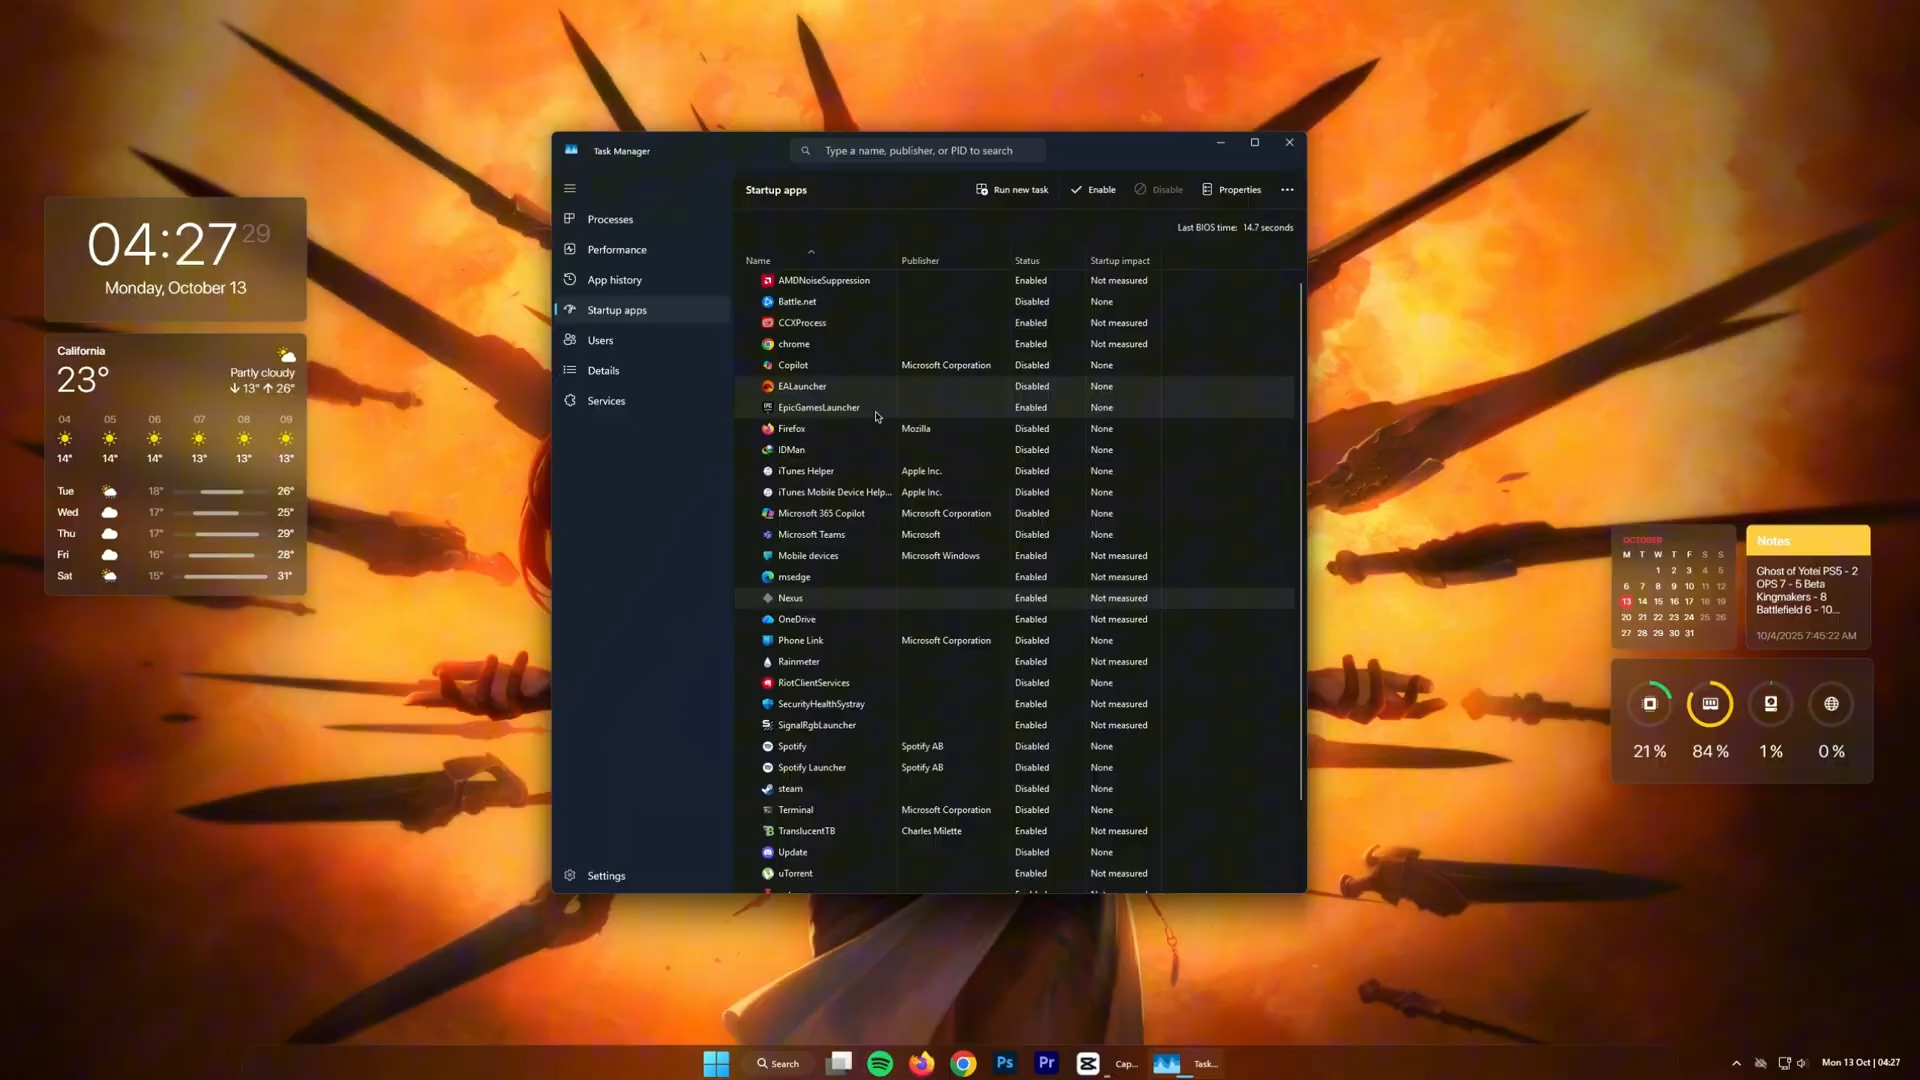 Task Manager
Type a name, publisher, or PID to search
Startup apps
Run new task
Enable
Disable
Properties
Last BIOS time: 14.7 seconds
Processes
Performance
App history
Startup apps
Users
Details
Services
Settings
Name Publisher Status Startup impact
AMDNoiseSuppression Enabled Not measured
Battle.net Disabled None
CCXProcess Enabled Not measured
chrome Enabled Not measured
Copilot Microsoft Corporation Disabled None
EALauncher Disabled None
EpicGamesLauncher Enabled None
Firefox Mozilla Disabled None
IDMan Disabled None
iTunes Helper Apple Inc. Disabled None
iTunes Mobile Device Help... Apple Inc. Disabled None
Microsoft 365 Copilot Microsoft Corporation Disabled None
Microsoft Teams Microsoft Disabled None
Mobile devices Microsoft Windows Enabled Not measured
msedge Enabled Not measured
Nexus Enabled Not measured
OneDrive Enabled Not measured
Phone Link Microsoft Corporation Disabled None
Rainmeter Enabled Not measured
RiotClientServices Disabled None
SecurityHealthSystray Enabled Not measured
SignalRgbLauncher Enabled Not measured
Spotify Spotify AB Disabled None
Spotify Launcher Spotify AB Disabled None
steam Disabled None
Terminal Microsoft Corporation Disabled None
TranslucentTB Charles Milette Enabled Not measured
Update Disabled None
uTorrent Enabled Not measured
04:27 29
Monday, October 13
California
23°
Partly cloudy
↓ 13° ↑ 26°
04 05 06 07 08 09
14° 14° 14° 13° 13° 13°
Tue 18° 26°
Wed 17° 25°
Thu 17° 29°
Fri 16° 28°
Sat 15° 31°
OCTOBER
M T W T F S S
1 2 3 4 5
6 7 8 9 10 11 12
13 14 15 16 17 18 19
20 21 22 23 24 25 26
27 28 29 30 31
Notes
Ghost of Yotei PS5 - 2
OPS 7 - 5 Beta
Kingmakers - 8
Battlefield 6 - 10...
10/4/2025 7:45:22 AM
21% 84% 1% 0%
Search
Ps
Pr
Cap...
Task...
Mon 13 Oct | 04:27